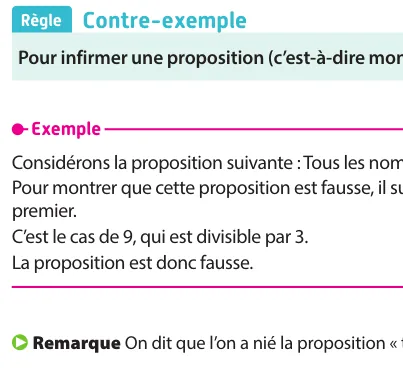 Règle Contre-exemple
Pour infirmer une proposition (c'est-à-dire mon
Exemple
Considérons la proposition suivante : Tous les nom
Pour montrer que cette proposition est fausse, il su
premier.
C'est le cas de 9, qui est divisible par 3.
La proposition est donc fausse.
Remarque On dit que l'on a nié la proposition « t